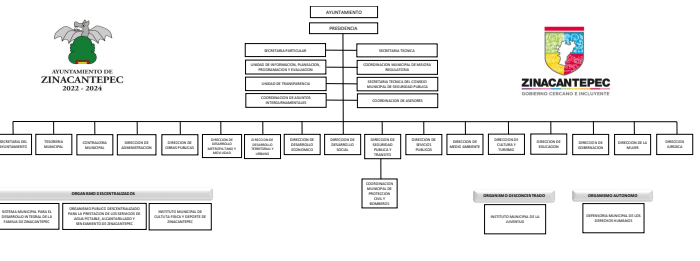 AYUNTAMIENTO
PRESIDENCIA
AYUNTAMIENTO DE
ZINACANTEPEC
2022 - 2024
ZINACANTEPEC
GOBIERNO CERCANO E INCLUYENTE
SECRETARIA PARTICULAR
SECRETARIA TECNICA
UNIDAD DE INFORMACION, PLANEACION,
PROGRAMACION Y EVALUACION
COORDINACION MUNICIPAL DE MEJORA
REGULATORIA
UNIDAD DE TRANSPARENCIA
SECRETARIA TECNICA DEL CONSEJO
MUNICIPAL DE SEGURIDAD PUBLICA
COORDINACION DE ASUNTOS
INTERGUBERNAMENTALES
COORDINACION DE ASESORES
SECRETARIA DEL
AYUNTAMIENTO
TESORERIA
MUNICIPAL
CONTRALORIA
MUNICIPAL
DIRECCION DE
ADMINISTRACION
DIRECCION DE
OBRAS PUBLICAS
DIRECCION DE
DESARROLLO
METROPOLITANO Y
MOVILIDAD
DIRECCION DE
DESARROLLO
TERRITORIAL Y
URBANO
DIRECCION DE
DESARROLLO
ECONOMICO
DIRECCION DE
DESARROLLO
SOCIAL
DIRECCION DE
SEGURIDAD
PUBLICA Y
TRANSITO
DIRECCION DE
SERVICIOS
PUBLICOS
DIRECCION DE
MEDIO AMBIENTE
DIRECCION DE
CULTURA Y
TURISMO
DIRECCION DE
EDUCACION
DIRECCION DE
GOBERNACION
DIRECCION DE LA
MUJER
DIRECCION
JURIDICA
COORDINACION
MUNICIPAL DE
PROTECCION
CIVIL Y
BOMBEROS
ORGANISMO DESCENTRALIZADOS
SISTEMA MUNICIPAL PARA EL
DESARROLLO INTEGRAL DE LA
FAMILIA DE ZINACANTEPEC
ORGANISMO PUBLICO DESCENTRALIZADO
PARA LA PRESTACION DE LOS SERVICIOS DE
AGUA POTABLE, ALCANTARILLADO Y
SANEAMIENTO DE ZINACANTEPEC
INSTITUTO MUNICIPAL DE
CULTUTA FISICA Y DEPORTE DE
ZINACANTEPEC
ORGANISMO DESCONCENTRADO
INSTITUTO MUNICIPAL DE LA
JUVENTUD
ORGANISMO AUTONOMO
DEFENSORIA MUNICIPAL DE LOS
DERECHOS HUMANOS